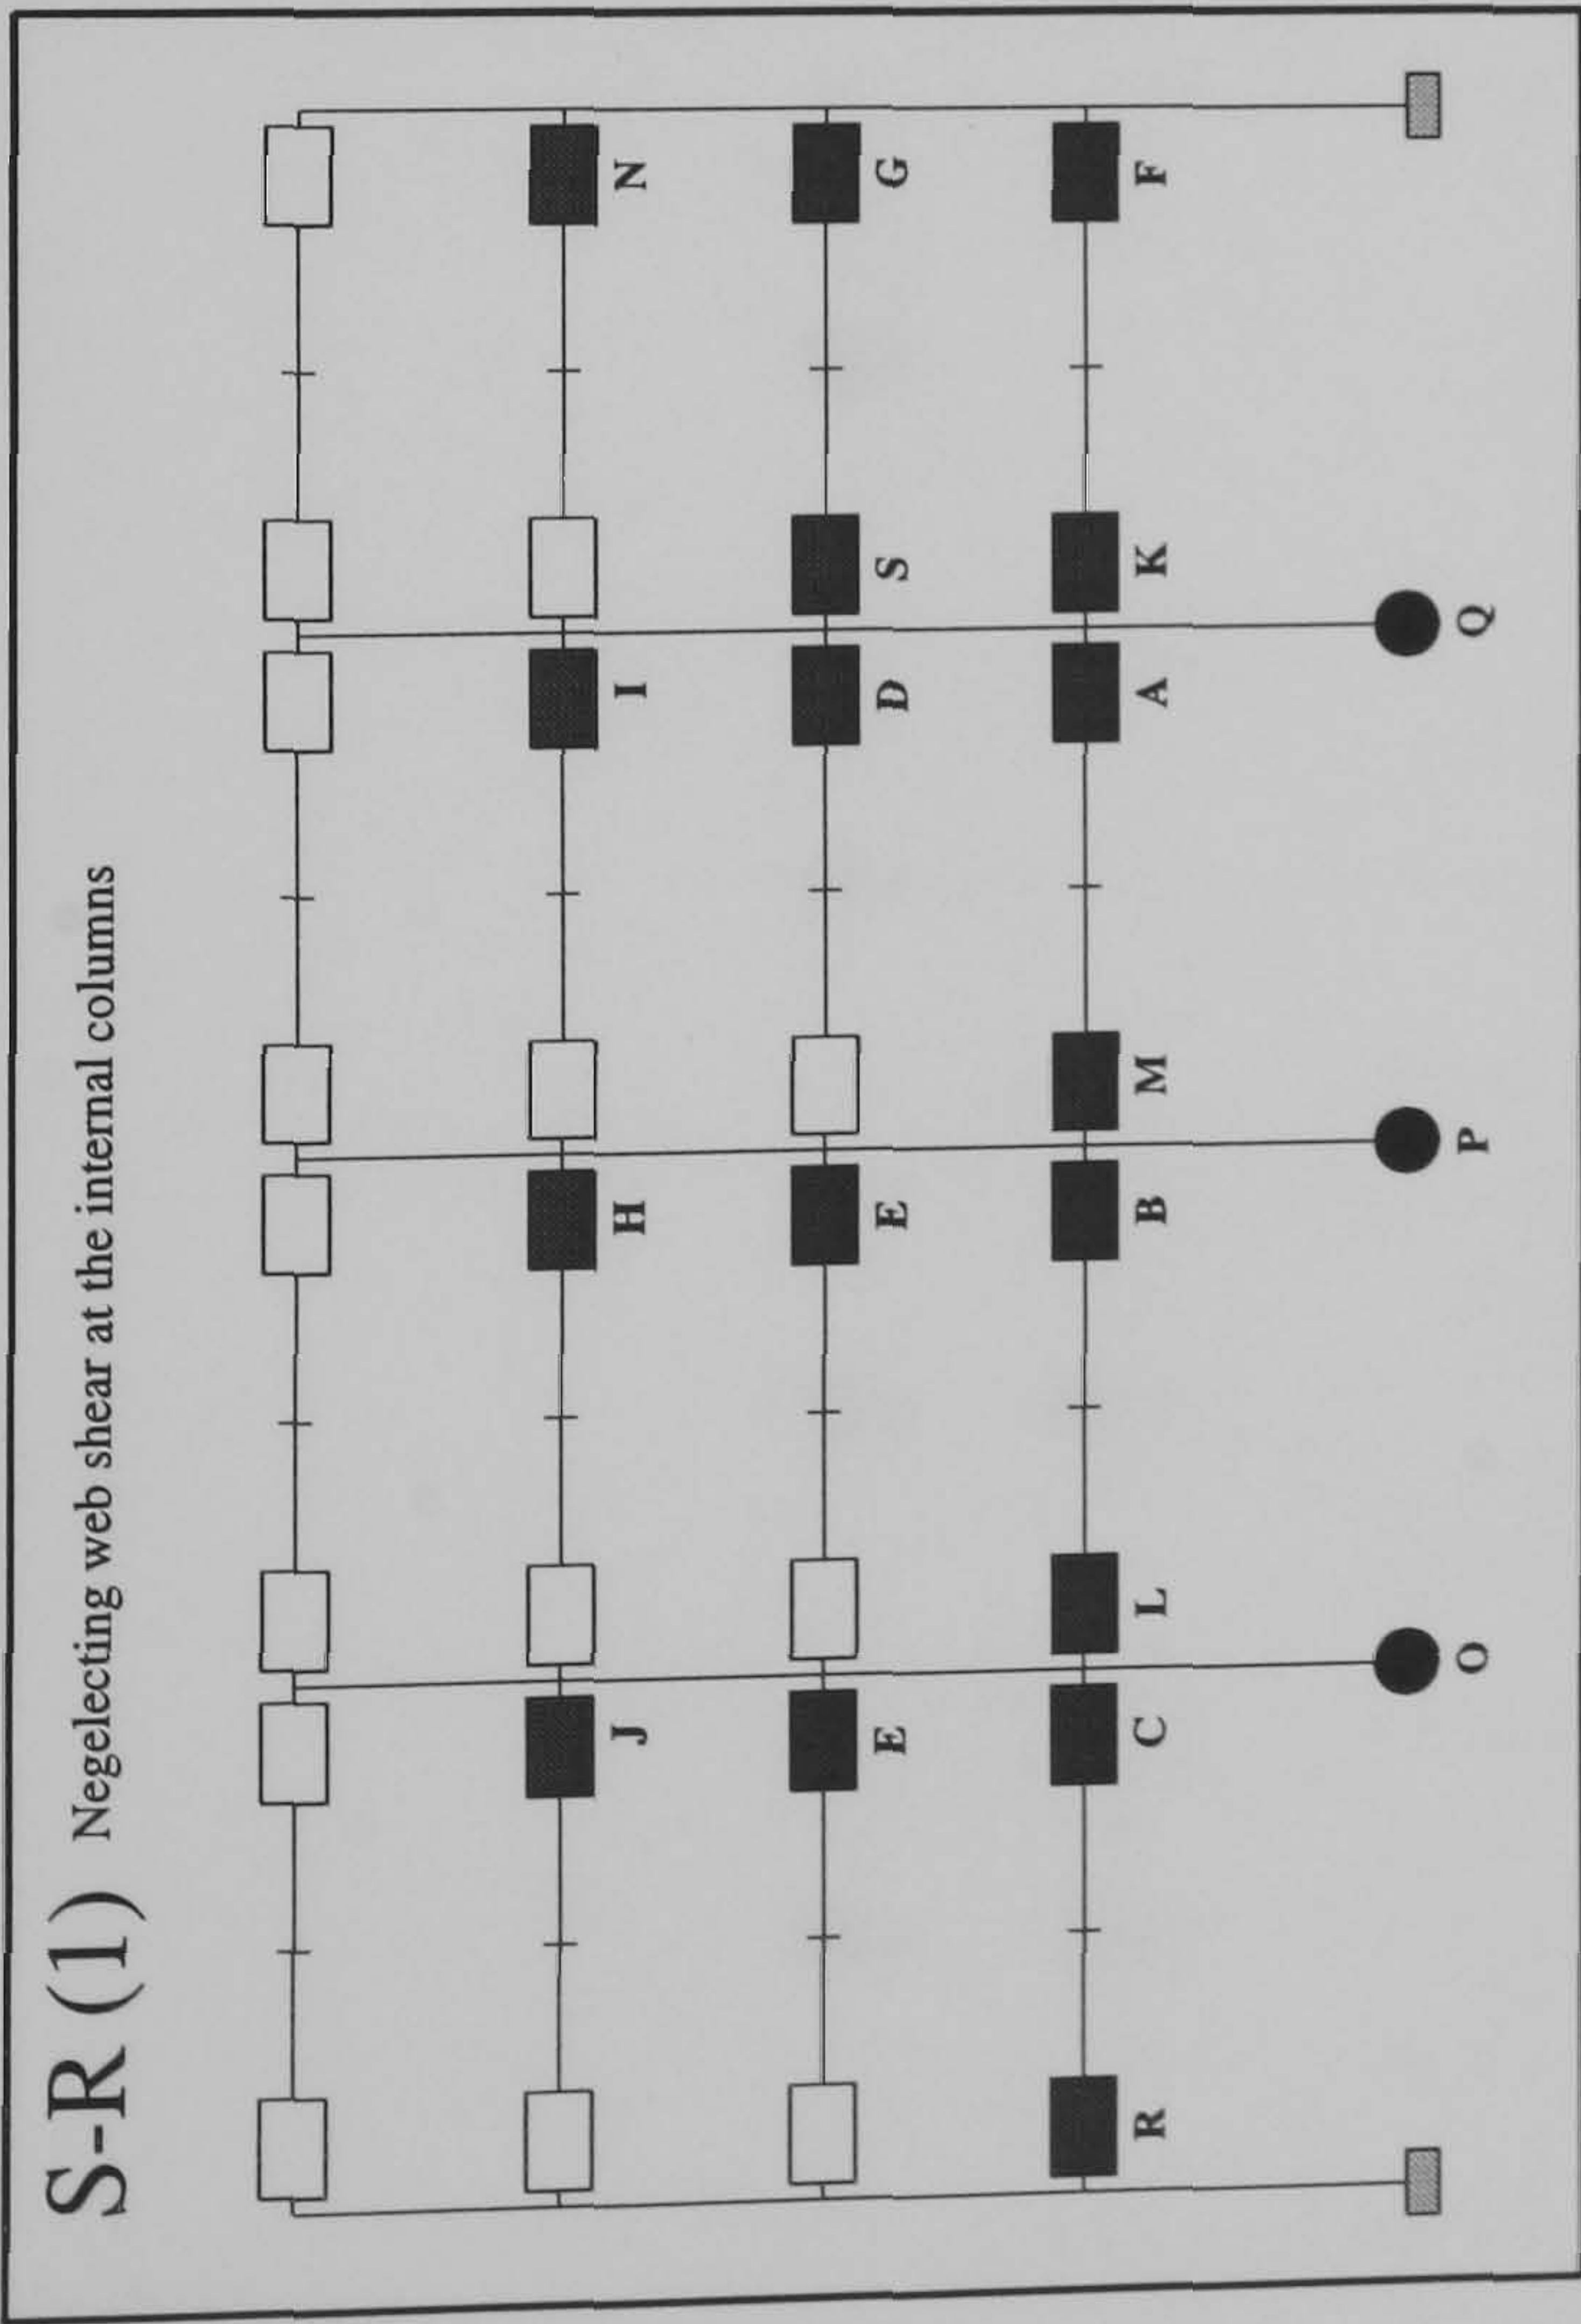 S-R (1) Negelecting web shear at the internal columns
J H I N
E E D G
S
R C L B M A K F
O P Q